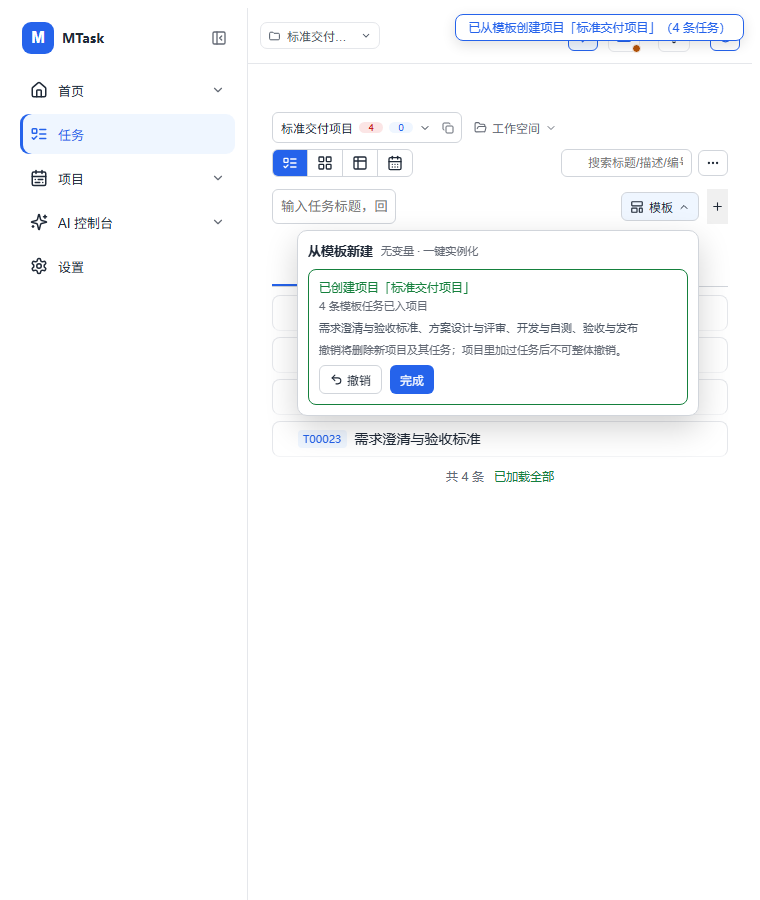 M MTask
标准交付...
已从模板创建项目「标准交付项目」（4 条任务）
首页
任务
项目
AI 控制台
设置
标准交付项目 4 0
工作空间
搜索标题/描述/编号
输入任务标题，回
模板
从模板新建 无变量 · 一键实例化
已创建项目「标准交付项目」
4 条模板任务已入项目
需求澄清与验收标准、方案设计与评审、开发与自测、验收与发布
撤销将删除新项目及其任务；项目里加过任务后不可整体撤销。
撤销 完成
T00023 需求澄清与验收标准
共 4 条 已加载全部